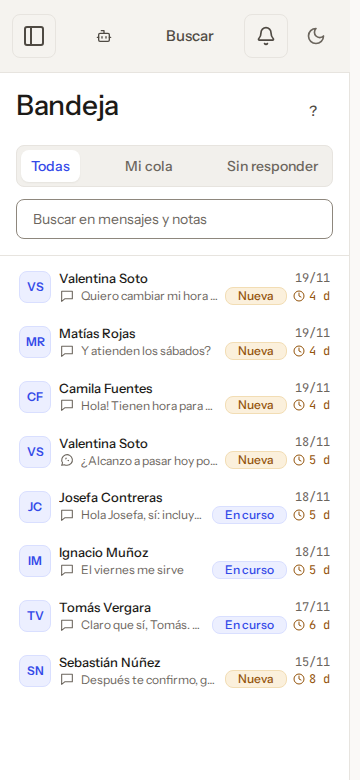 Buscar
Bandeja
?
Todas Mi cola Sin responder
Buscar en mensajes y notas
VS Valentina Soto 19/11
Quiero cambiar mi hora ... Nueva 4 d
MR Matías Rojas 19/11
Y atienden los sábados? Nueva 4 d
CF Camila Fuentes 19/11
Hola! Tienen hora para ... Nueva 4 d
VS Valentina Soto 18/11
¿Alcanzo a pasar hoy po... Nueva 5 d
JC Josefa Contreras 18/11
Hola Josefa, sí: incluy... En curso 5 d
IM Ignacio Muñoz 18/11
El viernes me sirve En curso 5 d
TV Tomás Vergara 17/11
Claro que sí, Tomás. ... En curso 6 d
SN Sebastián Núñez 15/11
Después te confirmo, g... Nueva 8 d